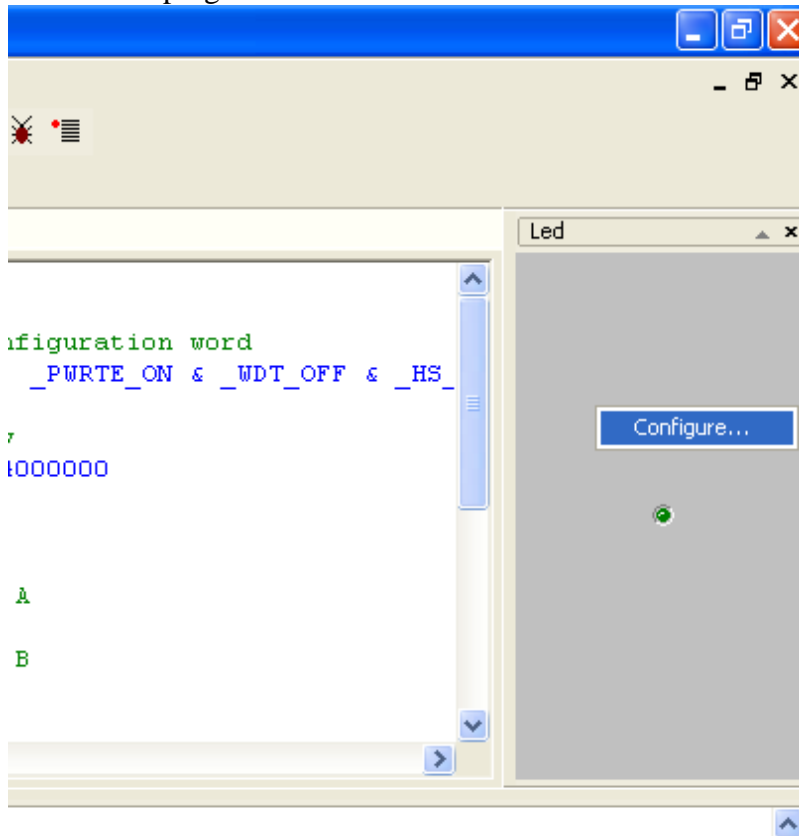 Led
nfiguration word
_PWRTE_ON & _WDT_OFF & _HS_
Configure...
4000000
A
B